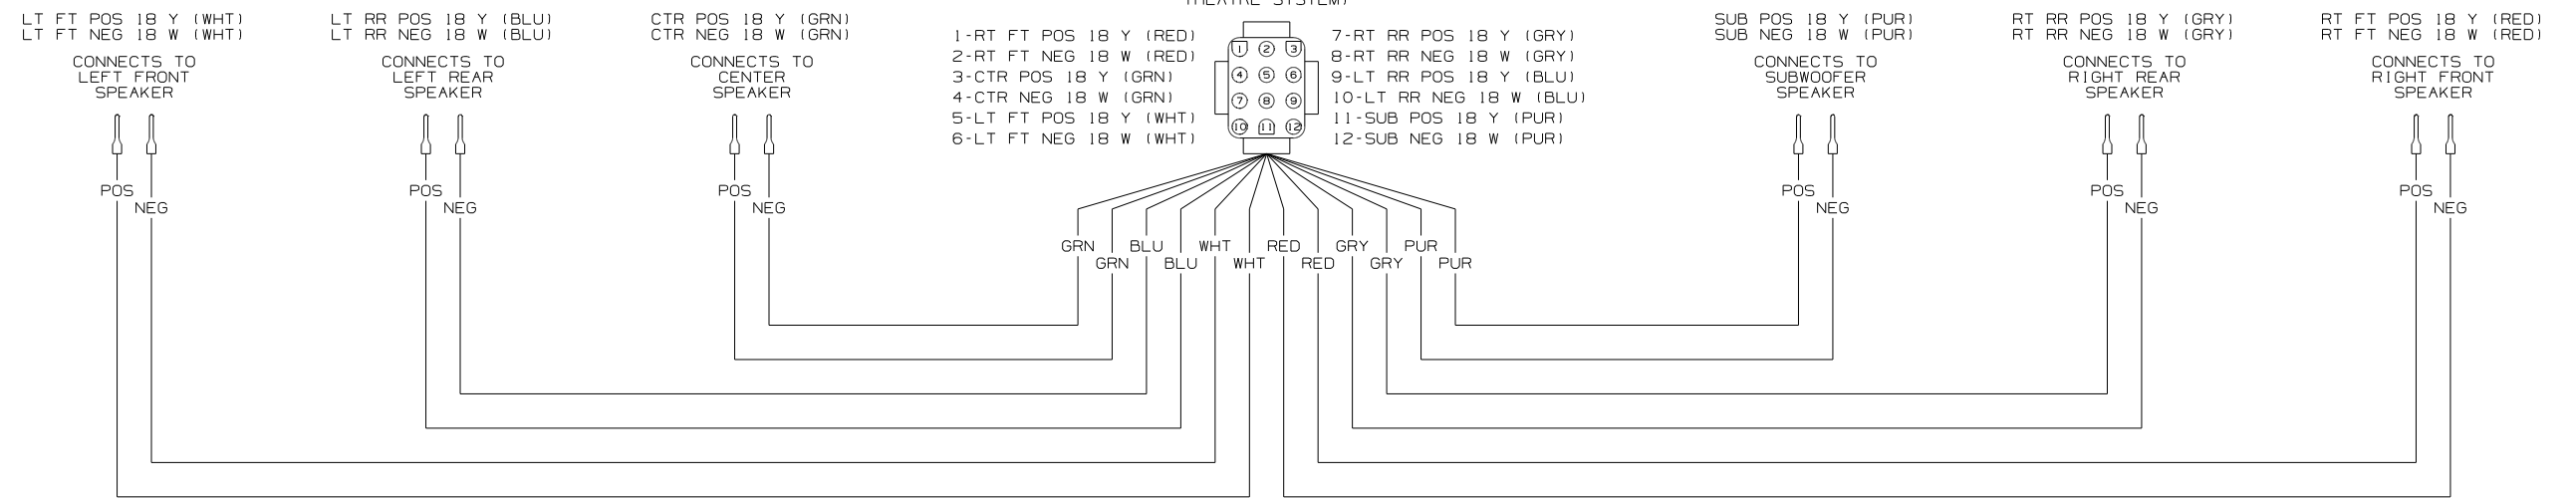 THEATRE SYSTEM)
LT FT POS 18 Y (WHT)
LT FT NEG 18 W (WHT)
CONNECTS TO
LEFT FRONT
SPEAKER
POS
NEG
LT RR POS 18 Y (BLU)
LT RR NEG 18 W (BLU)
CONNECTS TO
LEFT REAR
SPEAKER
POS
NEG
CTR POS 18 Y (GRN)
CTR NEG 18 W (GRN)
CONNECTS TO
CENTER
SPEAKER
POS
NEG
1-RT FT POS 18 Y (RED)
2-RT FT NEG 18 W (RED)
3-CTR POS 18 Y (GRN)
4-CTR NEG 18 W (GRN)
5-LT FT POS 18 Y (WHT)
6-LT FT NEG 18 W (WHT)
1 2 3
4 5 6
7 8 9
10 11 12
7-RT RR POS 18 Y (GRY)
8-RT RR NEG 18 W (GRY)
9-LT RR POS 18 Y (BLU)
10-LT RR NEG 18 W (BLU)
11-SUB POS 18 Y (PUR)
12-SUB NEG 18 W (PUR)
GRN BLU WHT RED GRY PUR
GRN BLU WHT RED GRY PUR
SUB POS 18 Y (PUR)
SUB NEG 18 W (PUR)
CONNECTS TO
SUBWOOFER
SPEAKER
POS
NEG
RT RR POS 18 Y (GRY)
RT RR NEG 18 W (GRY)
CONNECTS TO
RIGHT REAR
SPEAKER
POS
NEG
RT FT POS 18 Y (RED)
RT FT NEG 18 W (RED)
CONNECTS TO
RIGHT FRONT
SPEAKER
POS
NEG